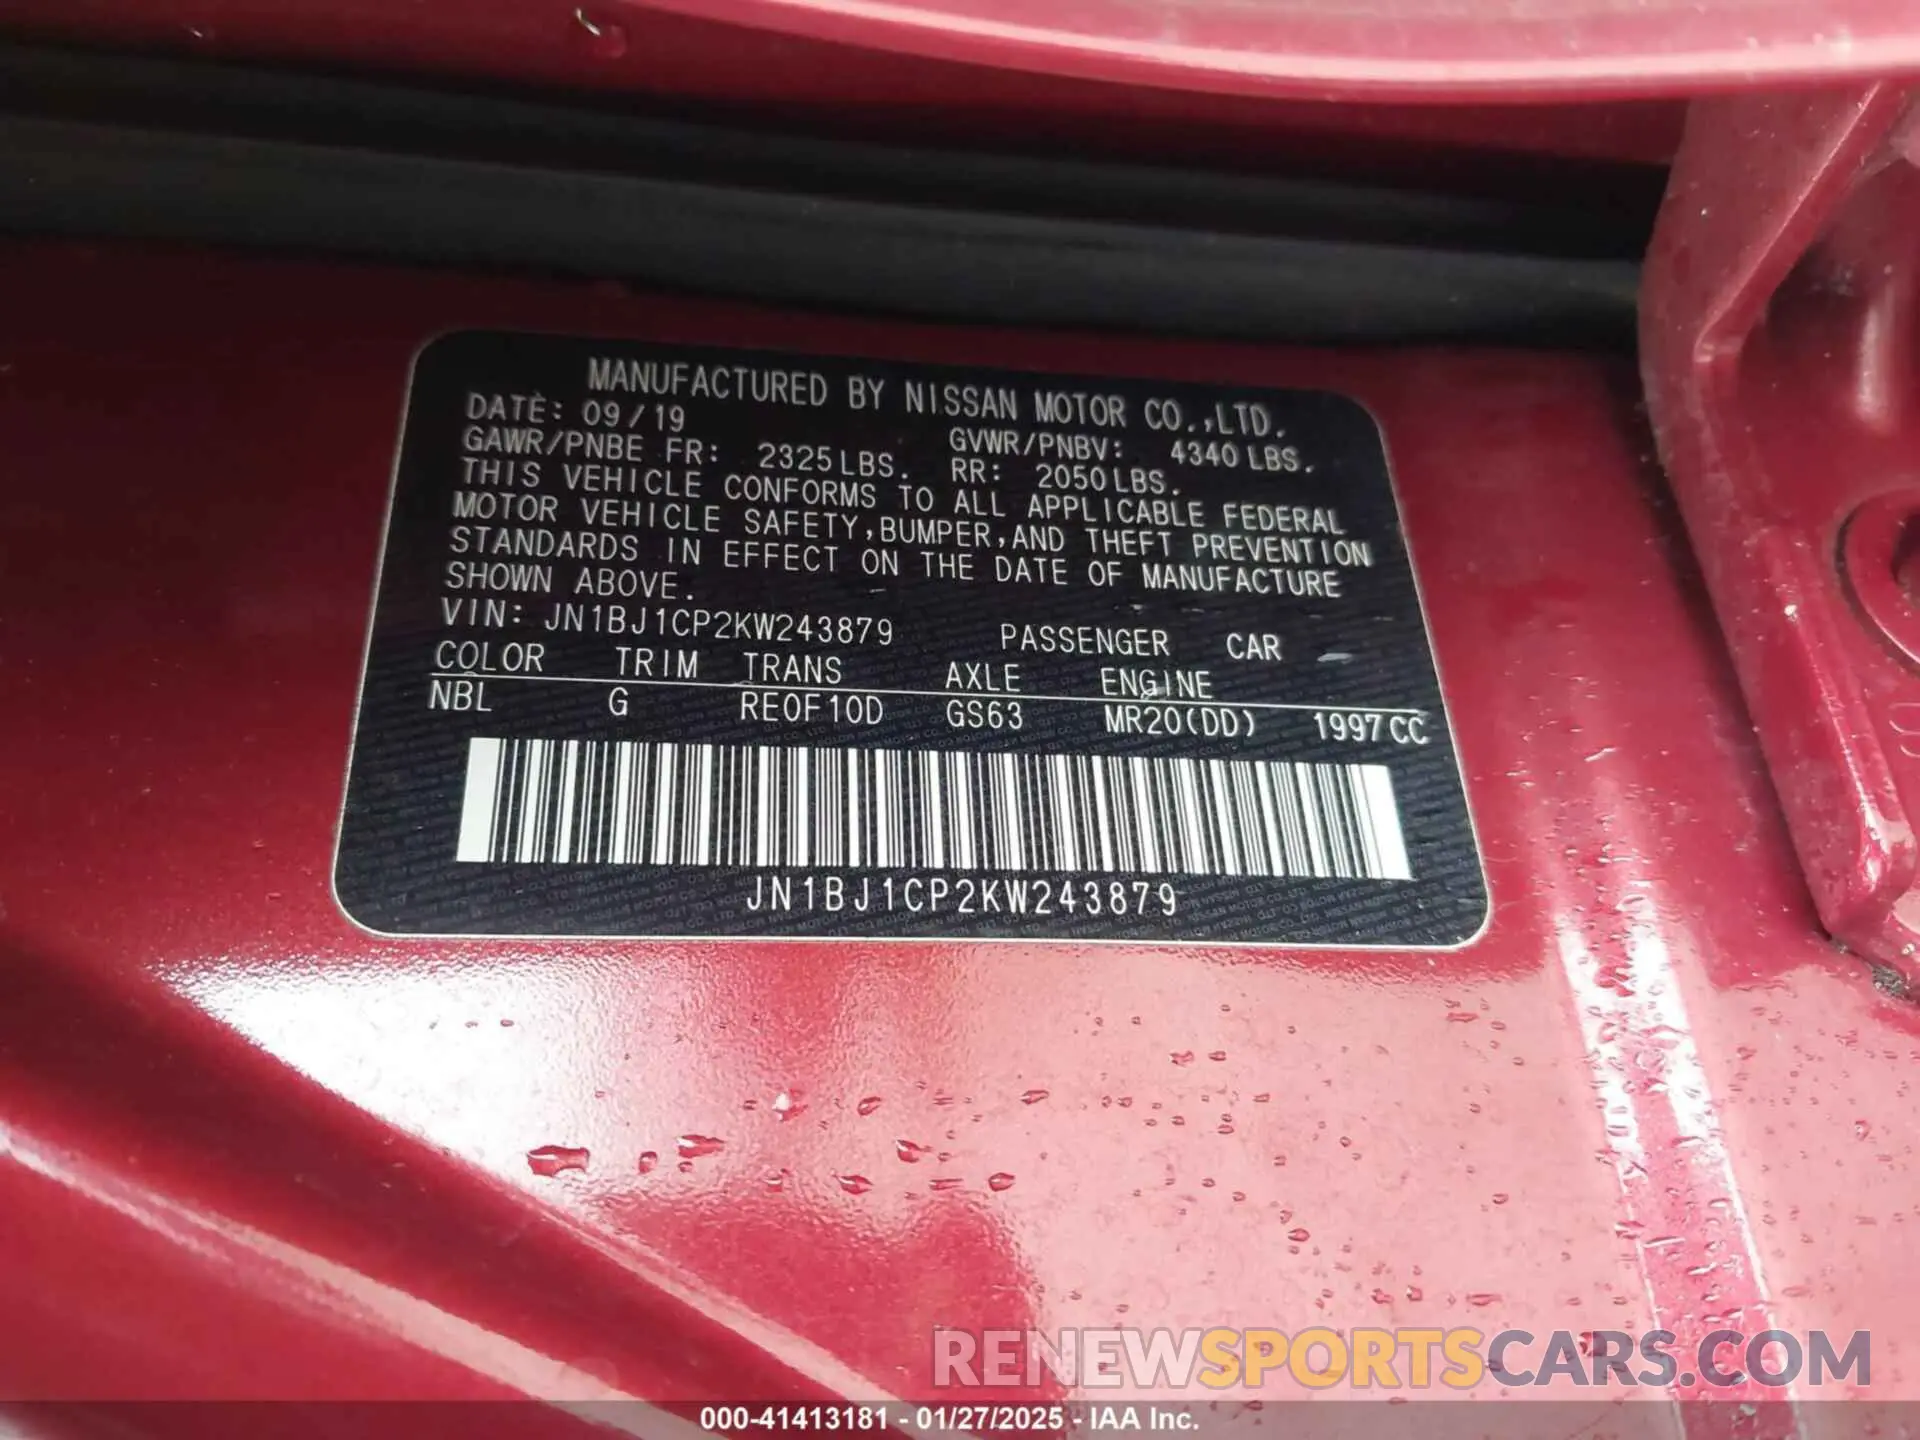 MANUFACTURED BY NISSAN MOTOR CO.,LTD.
DATE: 09/19 GVWR/PNBV: 4340 LBS.
GAWR/PNBE FR: 2325 LBS. RR: 2050 LBS.
THIS VEHICLE CONFORMS TO ALL APPLICABLE FEDERAL
MOTOR VEHICLE SAFETY,BUMPER,AND THEFT PREVENTION
STANDARDS IN EFFECT ON THE DATE OF MANUFACTURE
SHOWN ABOVE.
VIN: JN1BJ1CP2KW243879 PASSENGER CAR
COLOR TRIM TRANS AXLE ENGINE
NBL G RE0F10D GS63 MR20(DD) 1997 CC
JN1BJ1CP2KW243879
RENEWSPORTSCARS.COM
000-41413181 - 01/27/2025 - IAA Inc.